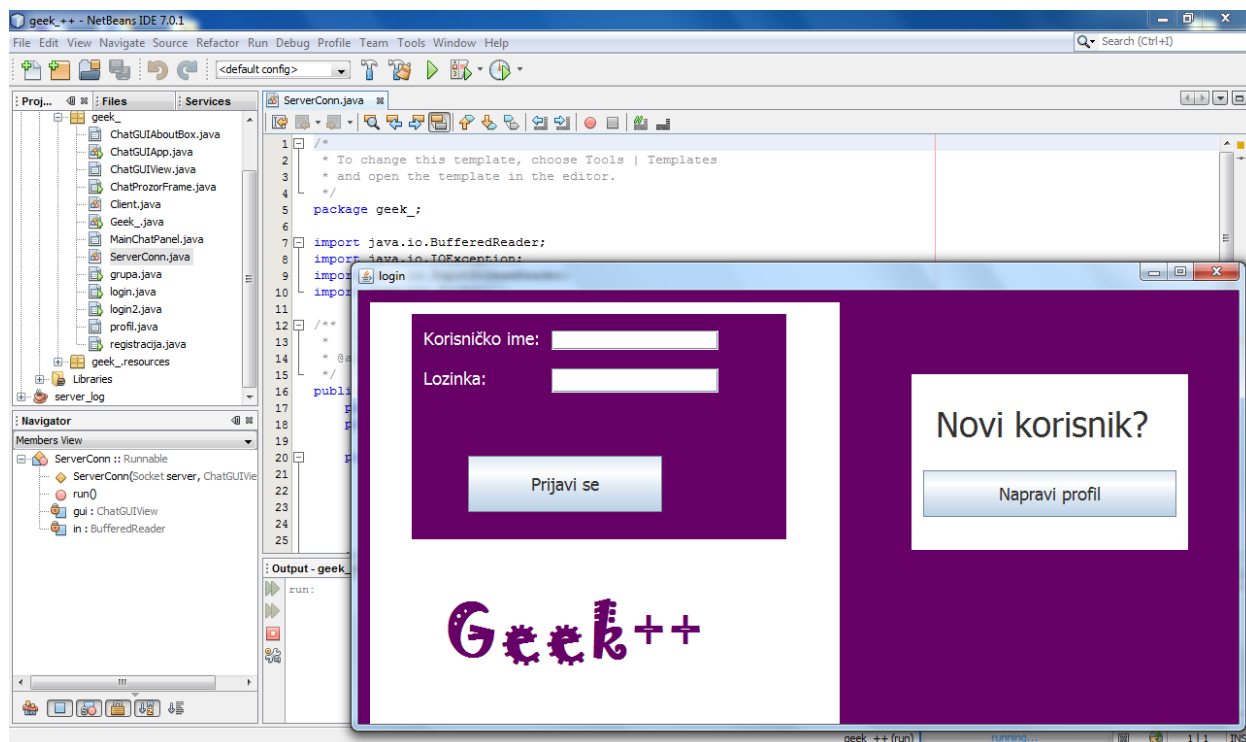 geek_++ - NetBeans IDE 7.0.1
File Edit View Navigate Source Refactor Run Debug Profile Team Tools Window Help
Search (Ctrl+I)
<default config>
Proj... Files Services
geek_
ChatGUIAboutBox.java
ChatGUIApp.java
ChatGUIView.java
ChatProzorFrame.java
Client.java
Geek_.java
MainChatPanel.java
ServerConn.java
grupa.java
login.java
login2.java
profil.java
registracija.java
geek_.resources
Libraries
server_log
Navigator
Members View
ServerConn :: Runnable
ServerConn(Socket server, ChatGUIVie
run()
gui : ChatGUIView
in : BufferedReader
ServerConn.java
1 /*
2 * To change this template, choose Tools | Templates
3 * and open the template in the editor.
4 */
5 package geek_;
6
7 import java.io.BufferedReader;
8 import java.io.IOException;
9 impor
10 impor
11
12 /**
13 *
14 * @a
15 */
16 publi
17 p
18 p
19
20 p
21
22
23
24
25
Output - geek_
run:
login
Korisničko ime:
Lozinka:
Prijavi se
Geek++
Novi korisnik?
Napravi profil
geek_++ (run) running... 1|1 INS